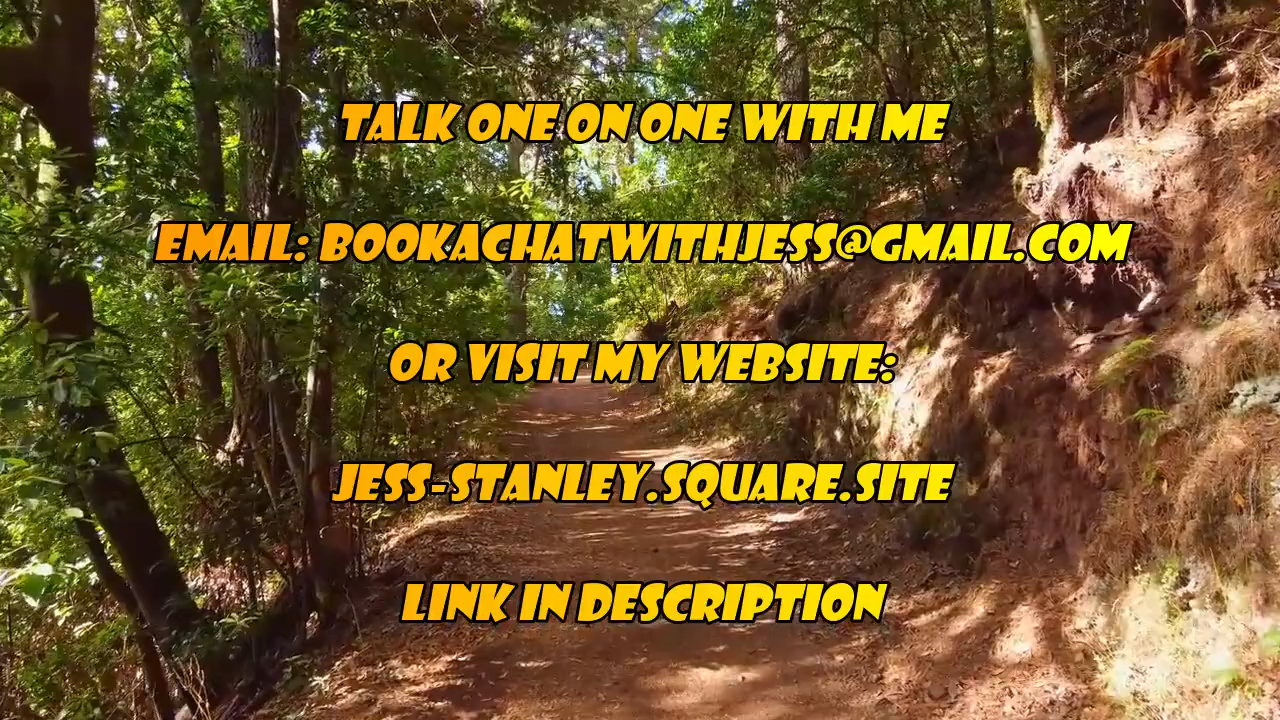 TALK ONE ON ONE WITH ME
EMAIL: BOOKACHATWITHJESS@GMAIL.COM
OR VISIT MY WEBSITE:
JESS-STANLEY.SQUARE.SITE
LINK IN DESCRIPTION